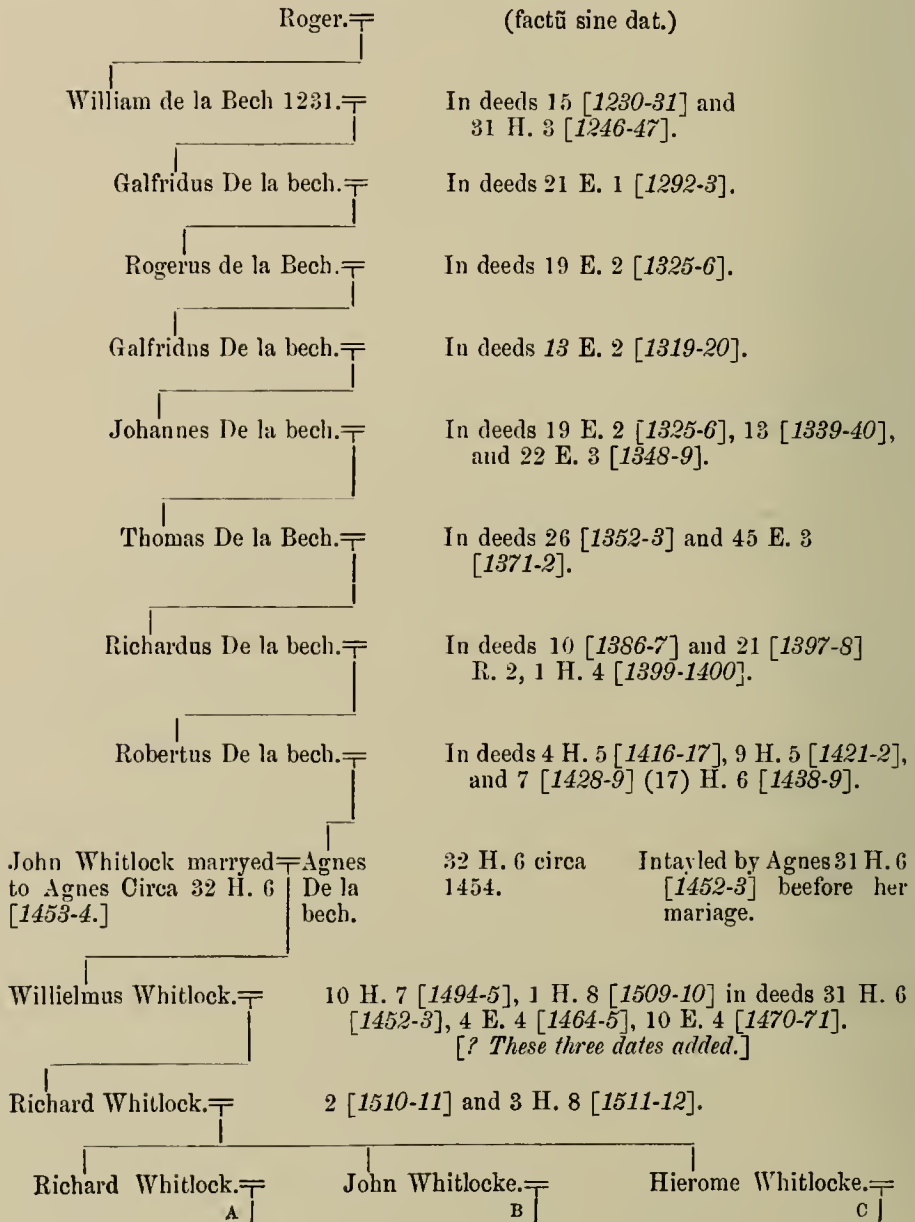 Roger. (factũ sine dat.)
William de la Bech 1231. In deeds 15 [1230-31] and
31 H. 3 [1246-47].
Galfridus De la bech. In deeds 21 E. 1 [1292-3].
Rogerus de la Bech. In deeds 19 E. 2 [1325-6].
Galfridus De la bech. In deeds 13 E. 2 [1319-20].
Johannes De la bech. In deeds 19 E. 2 [1325-6], 13 [1339-40],
and 22 E. 3 [1348-9].
Thomas De la Bech. In deeds 26 [1352-3] and 45 E. 3
[1371-2].
Richardus De la bech. In deeds 10 [1386-7] and 21 [1397-8]
R. 2, 1 H. 4 [1399-1400].
Robertus De la bech. In deeds 4 H. 5 [1416-17], 9 H. 5 [1421-2],
and 7 [1428-9] (17) H. 6 [1438-9].
John Whitlock marryed Agnes 32 H. 6 circa Intayled by Agnes 31 H. 6
to Agnes Circa 32 H. 6 De la 1454. [1452-3] beefore her
[1453-4.] bech. mariage.
Willielmus Whitlock. 10 H. 7 [1494-5], 1 H. 8 [1509-10] in deeds 31 H. 6
[1452-3], 4 E. 4 [1464-5], 10 E. 4 [1470-71].
[? These three dates added.]
Richard Whitlock. 2 [1510-11] and 3 H. 8 [1511-12].
Richard Whitlock. John Whitlocke. Hierome Whitlocke.
A B C